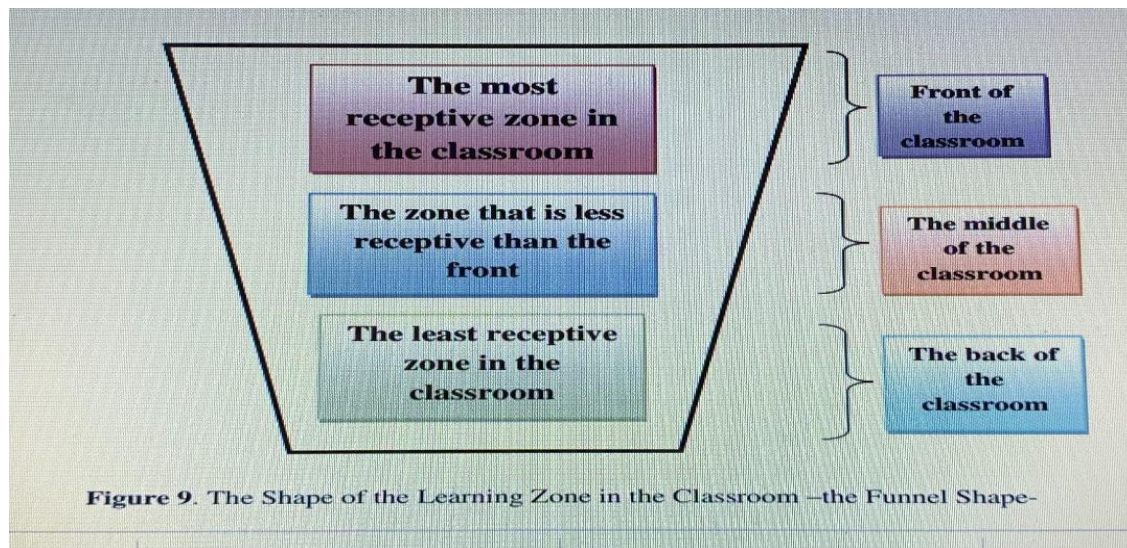 The most
receptive zone in
the classroom
Front of
the
classroom
The zone that is less
receptive than the
front
The middle
of the
classroom
The least receptive
zone in the
classroom
The back of
the
classroom
Figure 9. The Shape of the Learning Zone in the Classroom –the Funnel Shape-